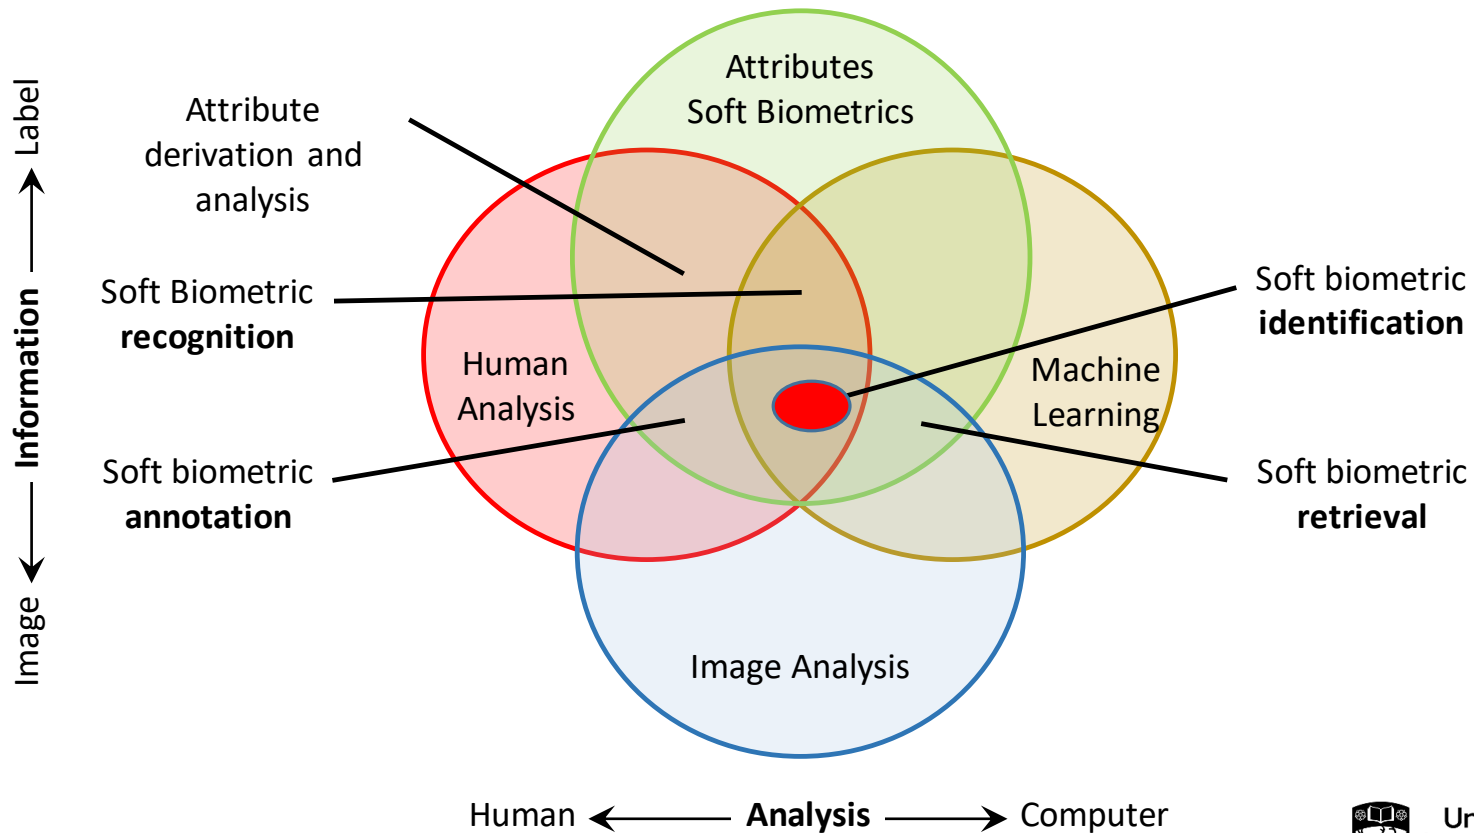 Attributes
Soft Biometrics
Attribute
derivation and
analysis
Soft Biometric
recognition
Soft biometric
annotation
Human
Analysis
Machine
Learning
Image Analysis
Soft biometric
identification
Soft biometric
retrieval
Label
Information
Image
Human
Analysis
Computer
Un